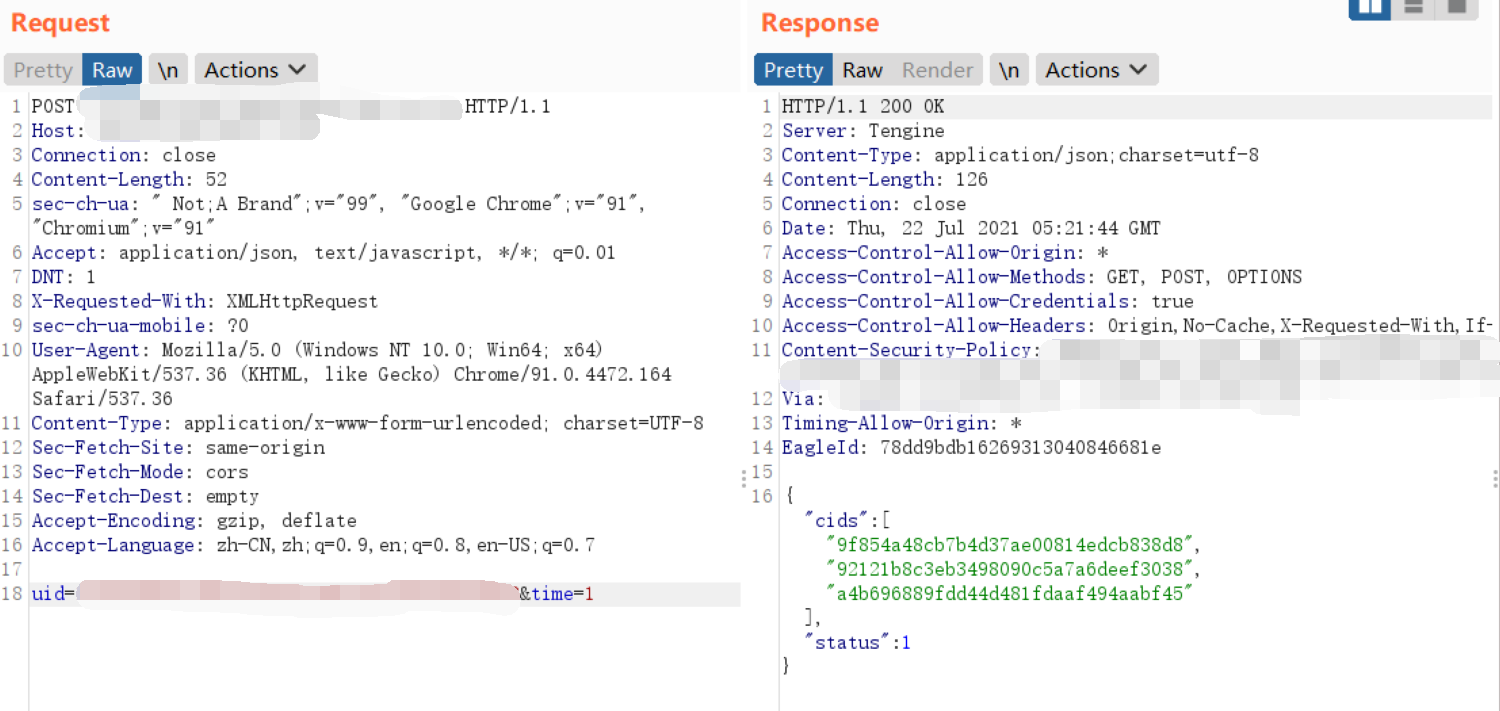 Request
Pretty Raw \n Actions
1 POST HTTP/1.1
2 Host:
3 Connection: close
4 Content-Length: 52
5 sec-ch-ua: " Not;A Brand";v="99", "Google Chrome";v="91",
"Chromium";v="91"
6 Accept: application/json, text/javascript, */*; q=0.01
7 DNT: 1
8 X-Requested-With: XMLHttpRequest
9 sec-ch-ua-mobile: ?0
10 User-Agent: Mozilla/5.0 (Windows NT 10.0; Win64; x64)
AppleWebKit/537.36 (KHTML, like Gecko) Chrome/91.0.4472.164
Safari/537.36
11 Content-Type: application/x-www-form-urlencoded; charset=UTF-8
12 Sec-Fetch-Site: same-origin
13 Sec-Fetch-Mode: cors
14 Sec-Fetch-Dest: empty
15 Accept-Encoding: gzip, deflate
16 Accept-Language: zh-CN,zh;q=0.9,en;q=0.8,en-US;q=0.7
17
18 uid= &time=1
Response
Pretty Raw Render \n Actions
1 HTTP/1.1 200 OK
2 Server: Tengine
3 Content-Type: application/json;charset=utf-8
4 Content-Length: 126
5 Connection: close
6 Date: Thu, 22 Jul 2021 05:21:44 GMT
7 Access-Control-Allow-Origin: *
8 Access-Control-Allow-Methods: GET, POST, OPTIONS
9 Access-Control-Allow-Credentials: true
10 Access-Control-Allow-Headers: Origin,No-Cache,X-Requested-With,If-
11 Content-Security-Policy:
12 Via:
13 Timing-Allow-Origin: *
14 EagleId: 78dd9bdb16269313040846681e
15
16 {
"cids":[
"9f854a48cb7b4d37ae00814edcb838d8",
"92121b8c3eb3498090c5a7a6deef3038",
"a4b696889fdd44d481fdaaf494aabf45"
],
"status":1
}